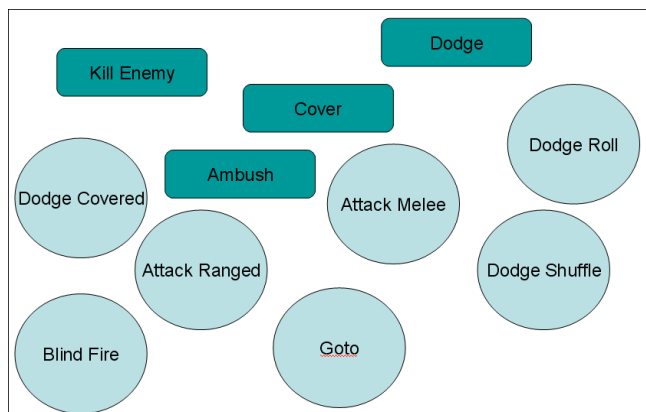 Dodge
Kill Enemy
Cover
Dodge Roll
Ambush
Dodge Covered
Attack Melee
Attack Ranged
Dodge Shuffle
Blind Fire
Goto